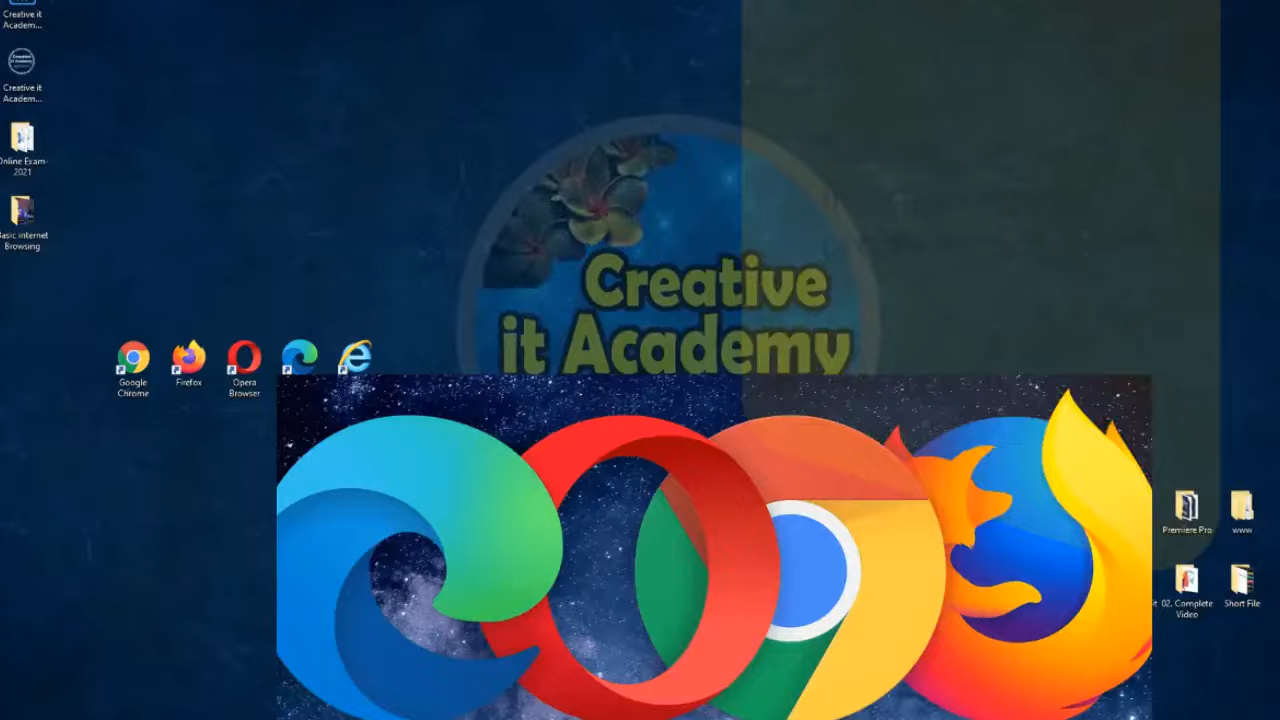 Creative it
Academ...
Creative it
Academ...
Online Exam-
2021
Basic internet
Browsing
Creative
it Academy
Google
Chrome
Firefox
Opera
Browser
Premiere Pro
www
02. Complete
Video
Short File